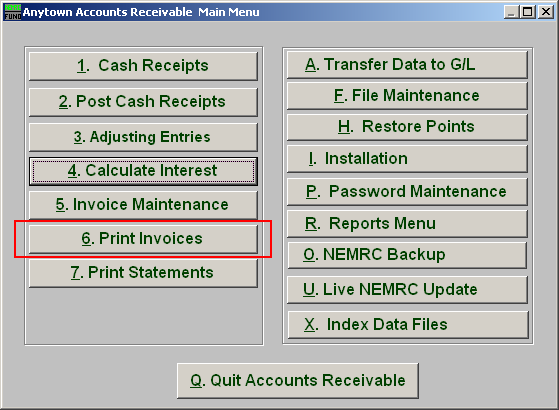 FUND Anytown Accounts Receivable Main Menu
1. Cash Receipts
2. Post Cash Receipts
3. Adjusting Entries
4. Calculate Interest
5. Invoice Maintenance
6. Print Invoices
7. Print Statements
A. Transfer Data to G/L
F. File Maintenance
H. Restore Points
I. Installation
P. Password Maintenance
R. Reports Menu
O. NEMRC Backup
U. Live NEMRC Update
X. Index Data Files
Q. Quit Accounts Receivable